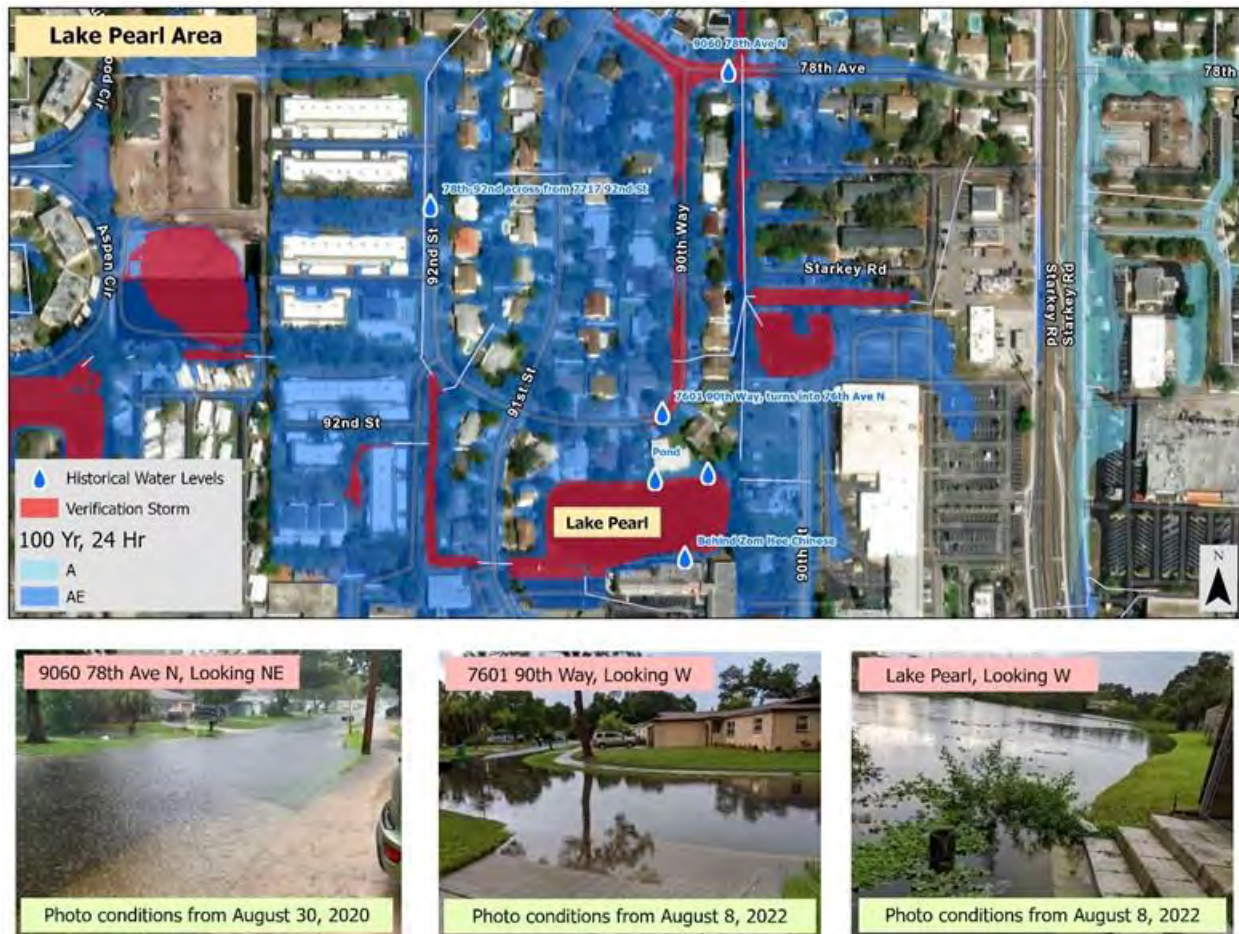 Lake Pearl Area
9060 78th Ave N
78th Ave
78th
Aspen Cir
78th-92nd across from 7717 92nd St
92nd St
90th Way
Starkey Rd
Starkey Rd
Starkey Rd
91st St
7601 90th Way, turns into 76th Ave N
92nd St
Pond
Lake Pearl
Behind Zom Hee Chinese
Historical Water Levels
Verification Storm
100 Yr, 24 Hr
A
AE
N
9060 78th Ave N, Looking NE
7601 90th Way, Looking W
Lake Pearl, Looking W
Photo conditions from August 30, 2020
Photo conditions from August 8, 2022
Photo conditions from August 8, 2022